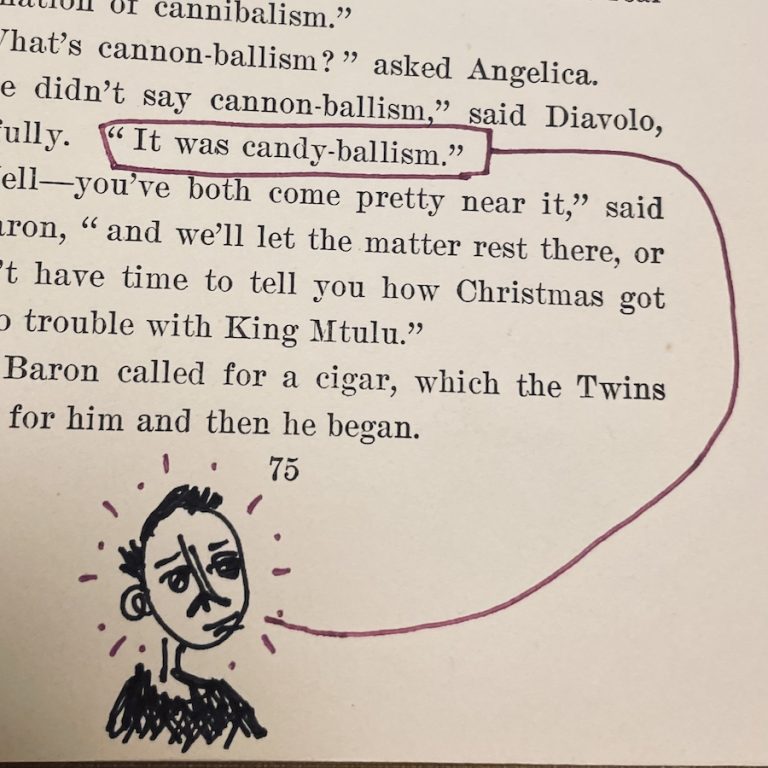 of cannibalism.”
hat's cannon-ballism?” asked Angelica.
e didn't say cannon-ballism,” said Diavolo,
fully. “It was candy-ballism.”
ell—you've both come pretty near it,” said
aron, “and we'll let the matter rest there, or
't have time to tell you how Christmas got
o trouble with King Mtulu.”
Baron called for a cigar, which the Twins
for him and then he began.
75